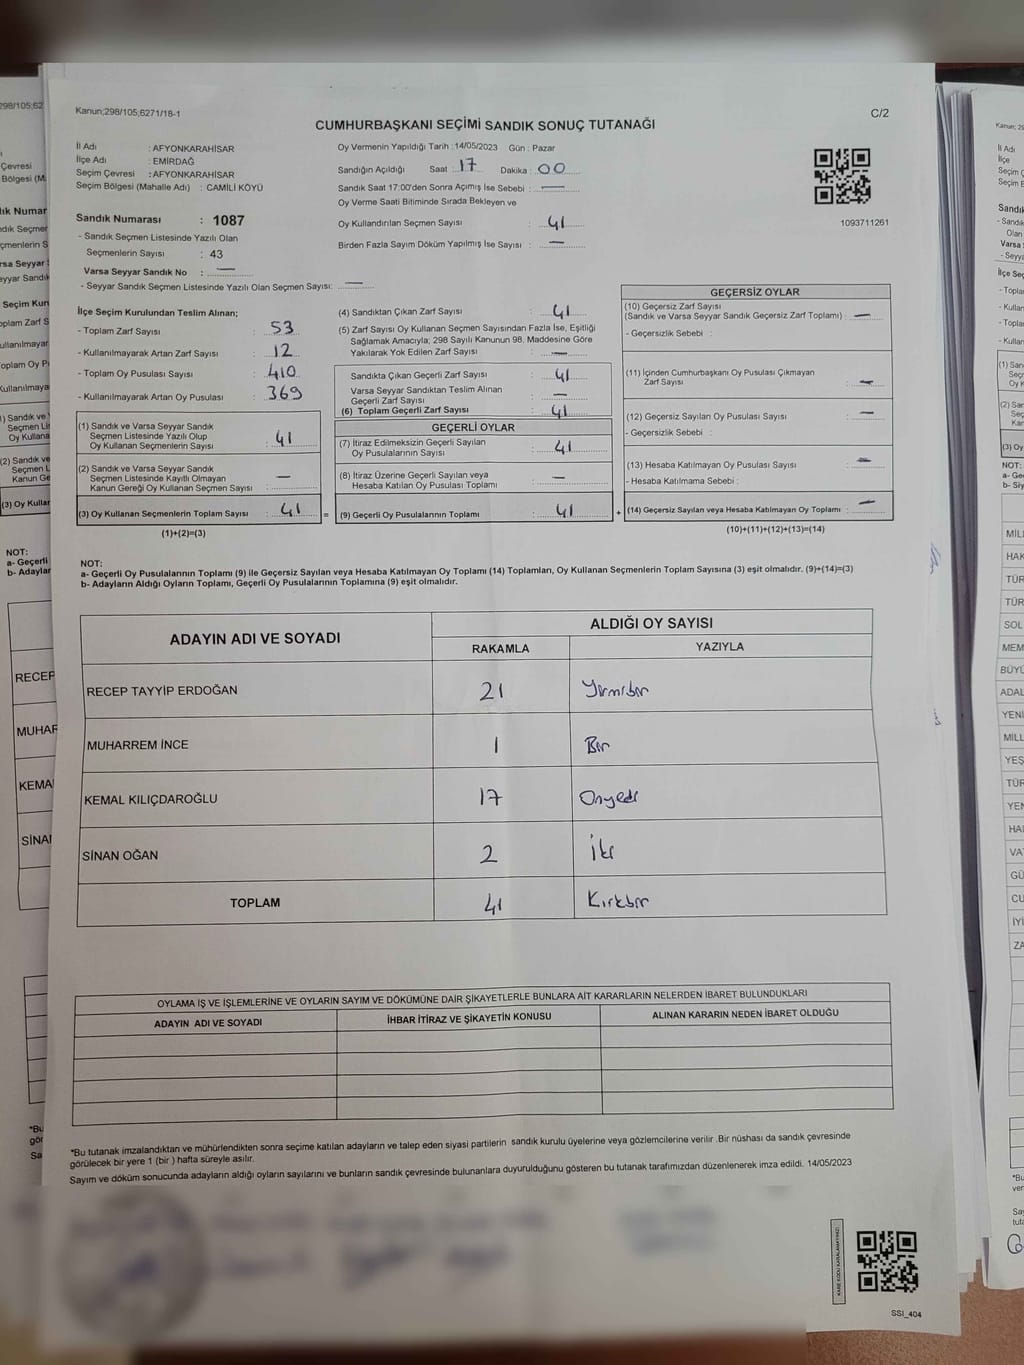 Kanun;298/105;6271/18-1
C/2
CUMHURBAŞKANI SEÇİMİ SANDIK SONUÇ TUTANAĞI
İl Adı : AFYONKARAHİSAR
İlçe Adı : EMİRDAĞ
Seçim Çevresi : AFYONKARAHİSAR
Seçim Bölgesi (Mahalle Adı) : CAMİLİ KÖYÜ
Sandık Numarası : 1087
- Sandık Seçmen Listesinde Yazılı Olan
Seçmenlerin Sayısı : 43
Varsa Seyyar Sandık No : —
- Seyyar Sandık Seçmen Listesinde Yazılı Olan Seçmen Sayısı: —
Oy Vermenin Yapıldığı Tarih : 14/05/2023 Gün : Pazar
Sandığın Açıldığı Saat : 17 Dakika : 00
Sandık Saat 17:00'den Sonra Açımış İse Sebebi : —
Oy Verme Saati Bitiminde Sırada Bekleyen ve
Oy Kullandırılan Seçmen Sayısı : 41
Birden Fazla Sayım Döküm Yapılmış İse Sayısı : —
1093711261
İlçe Seçim Kurulundan Teslim Alınan;
- Toplam Zarf Sayısı : 53
- Kullanılmayarak Artan Zarf Sayısı : 12
- Toplam Oy Pusulası Sayısı : 410
- Kullanılmayarak Artan Oy Pusulası : 369
(1) Sandık ve Varsa Seyyar Sandık
Seçmen Listesinde Yazılı Olup
Oy Kullanan Seçmenlerin Sayısı : 41
(2) Sandık ve Varsa Seyyar Sandık
Seçmen Listesinde Kayıtlı Olmayan
Kanun Gereği Oy Kullanan Seçmen Sayısı : —
(3) Oy Kullanan Seçmenlerin Toplam Sayısı : 41 =
(1)+(2)=(3)
(4) Sandıktan Çıkan Zarf Sayısı : 41
(5) Zarf Sayısı Oy Kullanan Seçmen Sayısından Fazla İse, Eşitliği
Sağlamak Amacıyla; 298 Sayılı Kanunun 98. Maddesine Göre
Yakılarak Yok Edilen Zarf Sayısı : —
Sandıkta Çıkan Geçerli Zarf Sayısı : 41
Varsa Seyyar Sandıktan Teslim Alınan
Geçerli Zarf Sayısı : —
(6) Toplam Geçerli Zarf Sayısı : 41
GEÇERLİ OYLAR
(7) İtiraz Edilmeksizin Geçerli Sayılan
Oy Pusulalarının Sayısı : 41
(8) İtiraz Üzerine Geçerli Sayılan veya
Hesaba Katılan Oy Pusulası Toplamı : —
(9) Geçerli Oy Pusulalarının Toplamı : 41 +
GEÇERSİZ OYLAR
(10) Geçersiz Zarf Sayısı
(Sandık ve Varsa Seyyar Sandık Geçersiz Zarf Toplamı) : —
- Geçersizlik Sebebi :
(11) İçinden Cumhurbaşkanı Oy Pusulası Çıkmayan
Zarf Sayısı : —
(12) Geçersiz Sayılan Oy Pusulası Sayısı : —
- Geçersizlik Sebebi :
(13) Hesaba Katılmayan Oy Pusulası Sayısı : —
- Hesaba Katılmama Sebebi :
(14) Geçersiz Sayılan veya Hesaba Katılmayan Oy Toplamı : —
(10)+(11)+(12)+(13)=(14)
NOT:
a- Geçerli Oy Pusulalarının Toplamı (9) ile Geçersiz Sayılan veya Hesaba Katılmayan Oy Toplamı (14) Toplamları, Oy Kullanan Seçmenlerin Toplam Sayısına (3) eşit olmalıdır. (9)+(14)=(3)
b- Adayların Aldığı Oyların Toplamı, Geçerli Oy Pusulalarının Toplamına (9) eşit olmalıdır.
ADAYIN ADI VE SOYADI
ALDIĞI OY SAYISI
RAKAMLA YAZIYLA
RECEP TAYYİP ERDOĞAN 21 Yirmibir
MUHARREM İNCE 1 Bir
KEMAL KILIÇDAROĞLU 17 Onyedi
SİNAN OĞAN 2 İki
TOPLAM 41 Kırkbir
OYLAMA İŞ VE İŞLEMLERİNE VE OYLARIN SAYIM VE DÖKÜMÜNE DAİR ŞİKAYETLERLE BUNLARA AİT KARARLARIN NELERDEN İBARET BULUNDUKLARI
ADAYIN ADI VE SOYADI İHBAR İTİRAZ VE ŞİKAYETİN KONUSU ALINAN KARARIN NEDEN İBARET OLDUĞU
*Bu tutanak imzalandıktan ve mühürlendikten sonra seçime katılan adayların ve talep eden siyasi partilerin sandık kurulu üyelerine veya gözlemcilerine verilir .Bir nüshası da sandık çevresinde
görülecek bir yere 1 (bir ) hafta süreyle asılır.
Sayım ve döküm sonucunda adayların aldığı oyların sayılarını ve bunların sandık çevresinde bulunanlara duyurulduğunu gösteren bu tutanak tarafımızdan düzenlenerek imza edildi. 14/05/2023
KARE KODU KARALAMAYINIZ!
SSI_404